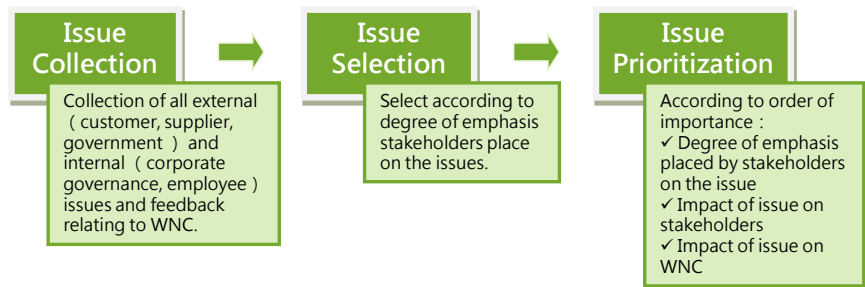 Issue
Collection
Collection of all external
( customer, supplier,
government ) and
internal ( corporate
governance, employee )
issues and feedback
relating to WNC.
Issue
Selection
Select according to
degree of emphasis
stakeholders place
on the issues.
Issue
Prioritization
According to order of
importance :
✓ Degree of emphasis
placed by stakeholders
on the issue
✓ Impact of issue on
stakeholders
✓ Impact of issue on
WNC